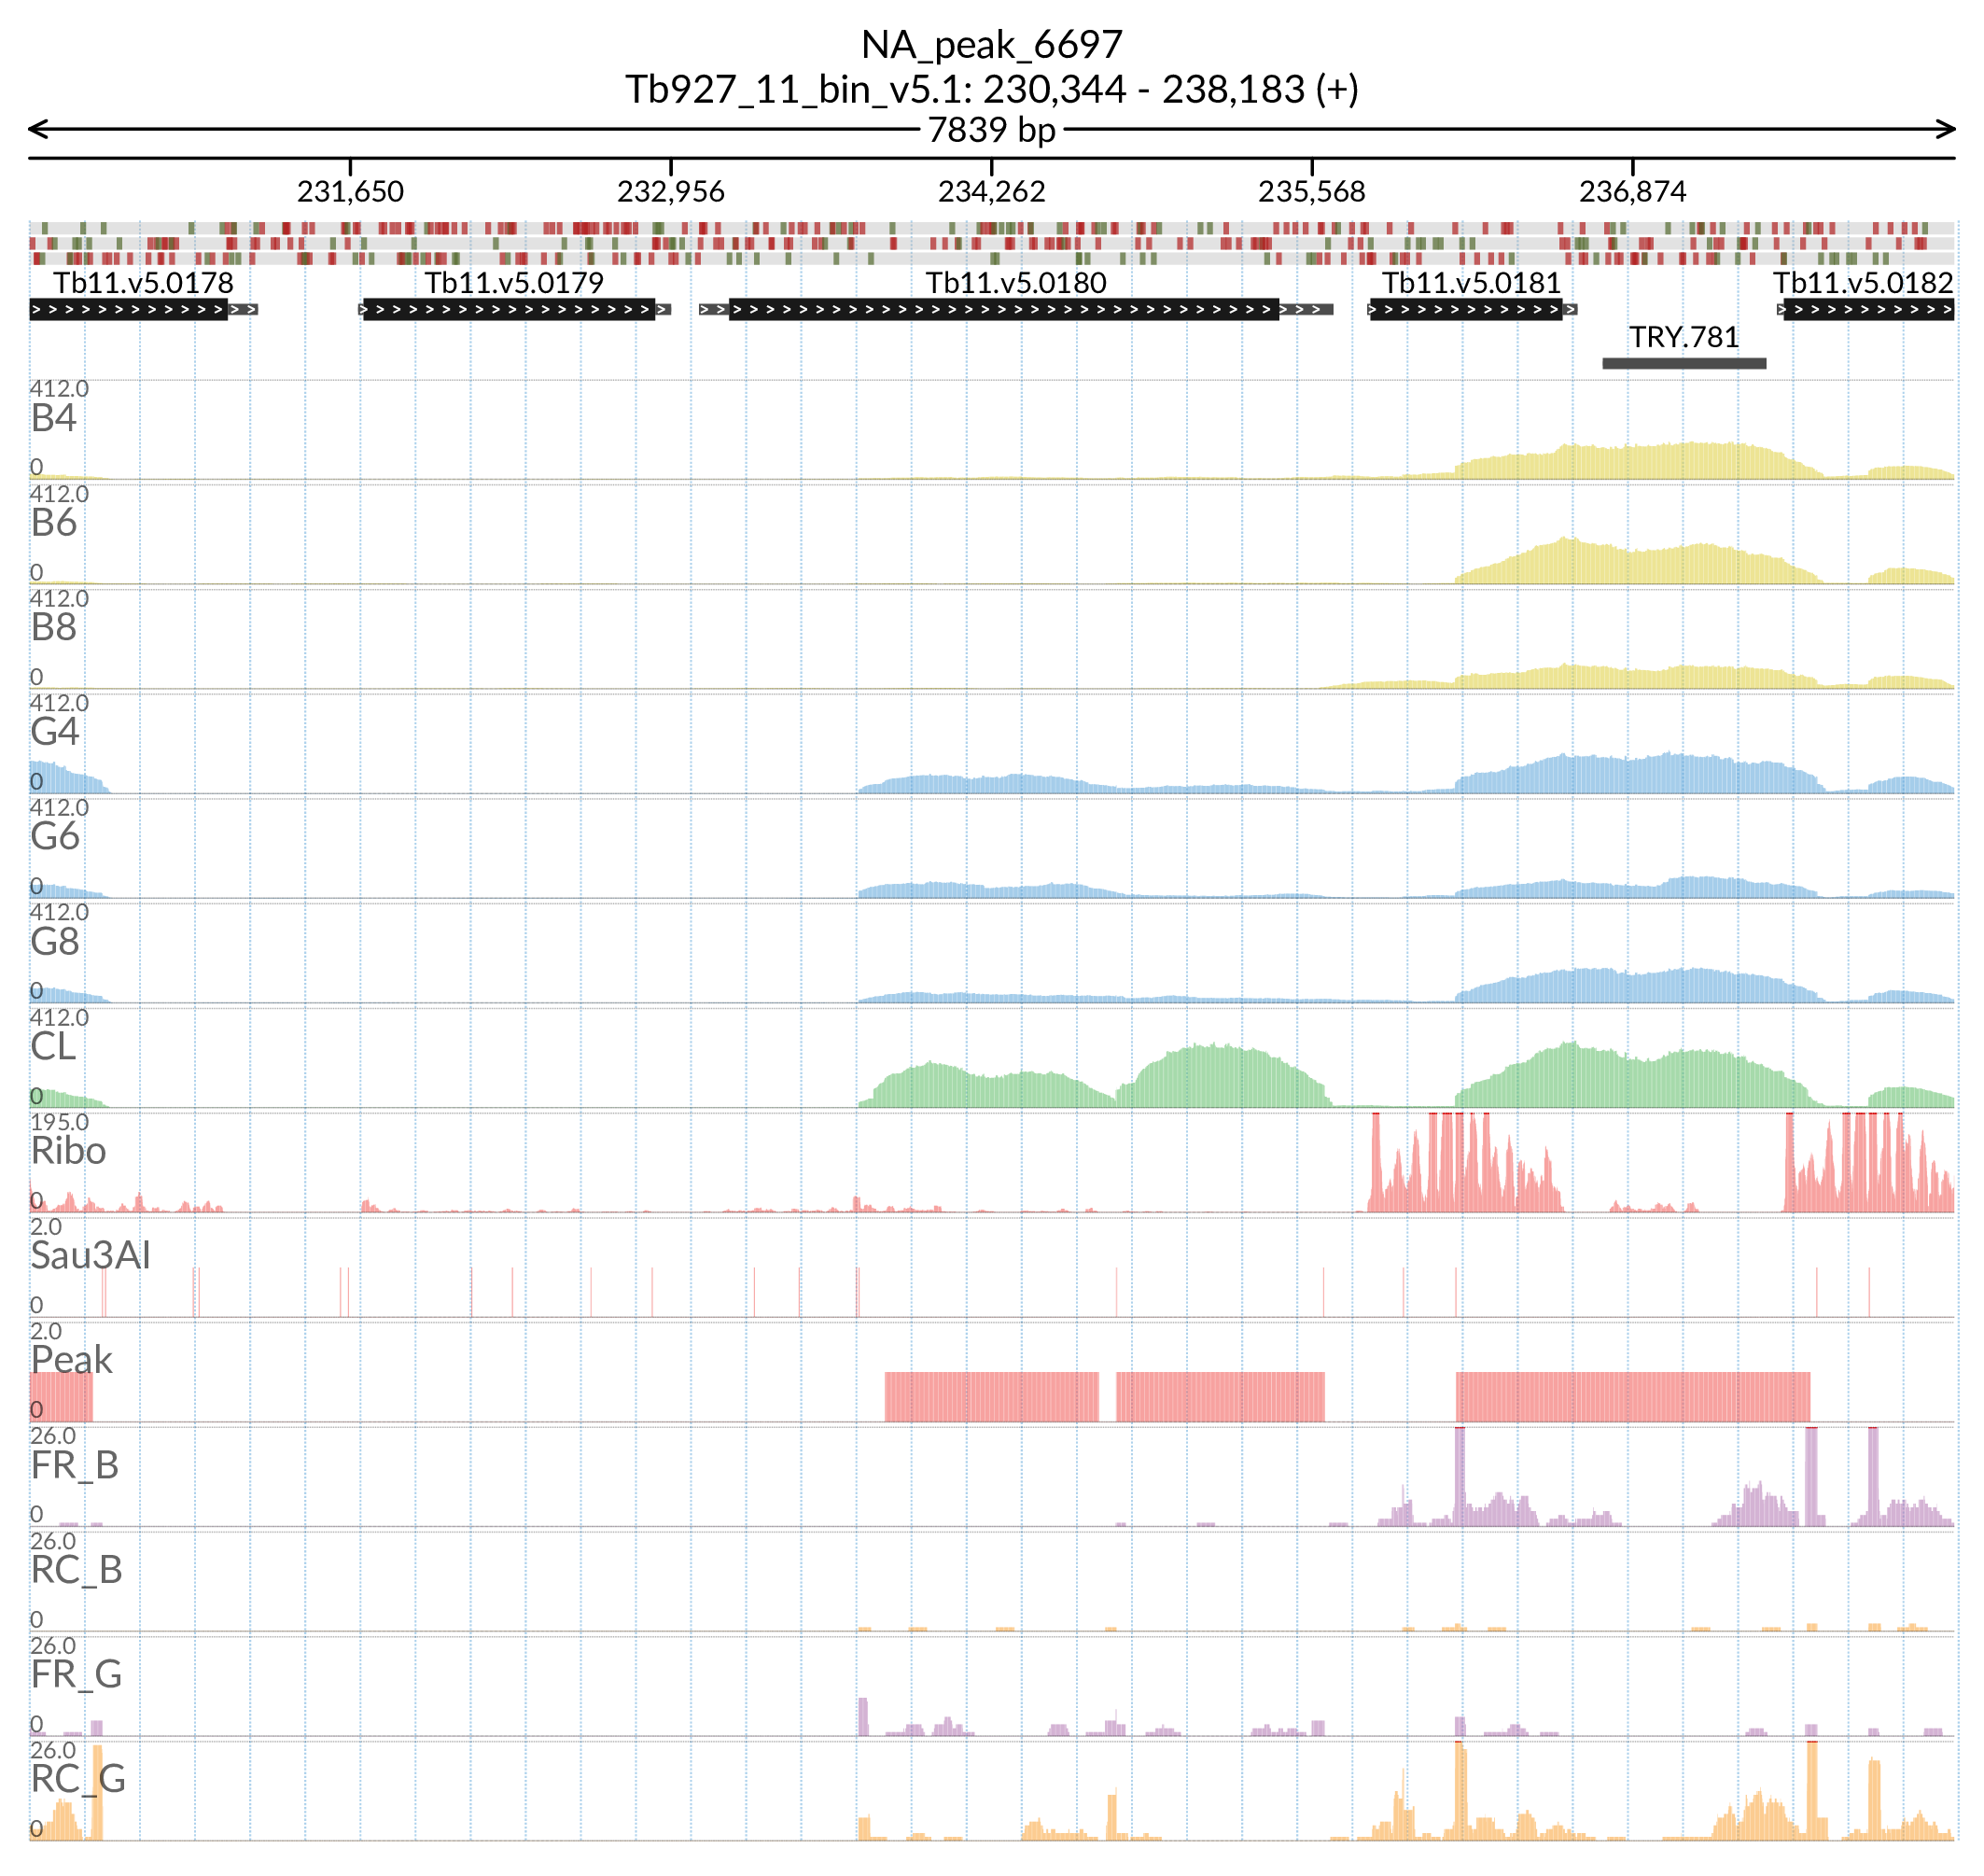 NA_peak_6697
Tb927_11_bin_v5.1: 230,344 - 238,183 (+)
7839 bp
231,650 232,956 234,262 235,568 236,874
Tb11.v5.0178 Tb11.v5.0179 Tb11.v5.0180 Tb11.v5.0181 Tb11.v5.0182
TRY.781
412.0
B4
0
412.0
B6
0
412.0
B8
0
412.0
G4
0
412.0
G6
0
412.0
G8
0
412.0
CL
0
195.0
Ribo
0
2.0
Sau3AI
0
2.0
Peak
0
26.0
FR_B
0
26.0
RC_B
0
26.0
FR_G
0
26.0
RC_G
0